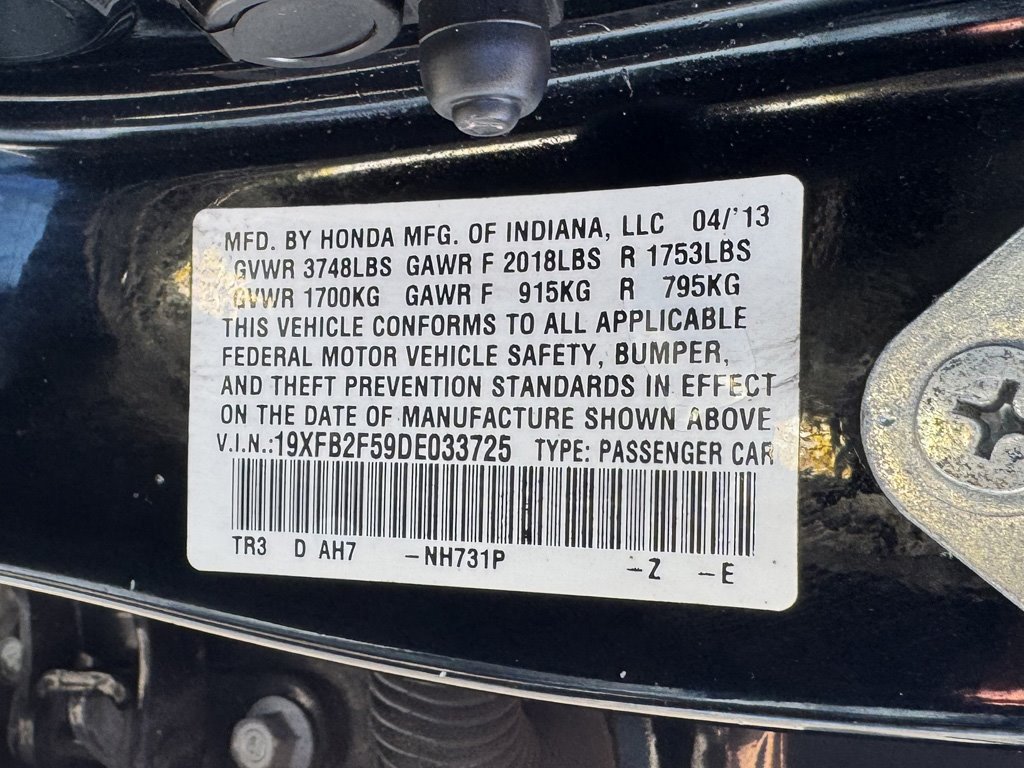 MFD. BY HONDA MFG. OF INDIANA, LLC 04/'13
GVWR 3748LBS GAWR F 2018LBS R 1753LBS
GVWR 1700KG GAWR F 915KG R 795KG
THIS VEHICLE CONFORMS TO ALL APPLICABLE
FEDERAL MOTOR VEHICLE SAFETY, BUMPER,
AND THEFT PREVENTION STANDARDS IN EFFECT
ON THE DATE OF MANUFACTURE SHOWN ABOVE
V.I.N.:19XFB2F59DE033725 TYPE: PASSENGER CAR
TR3 D AH7 -NH731P -Z -E